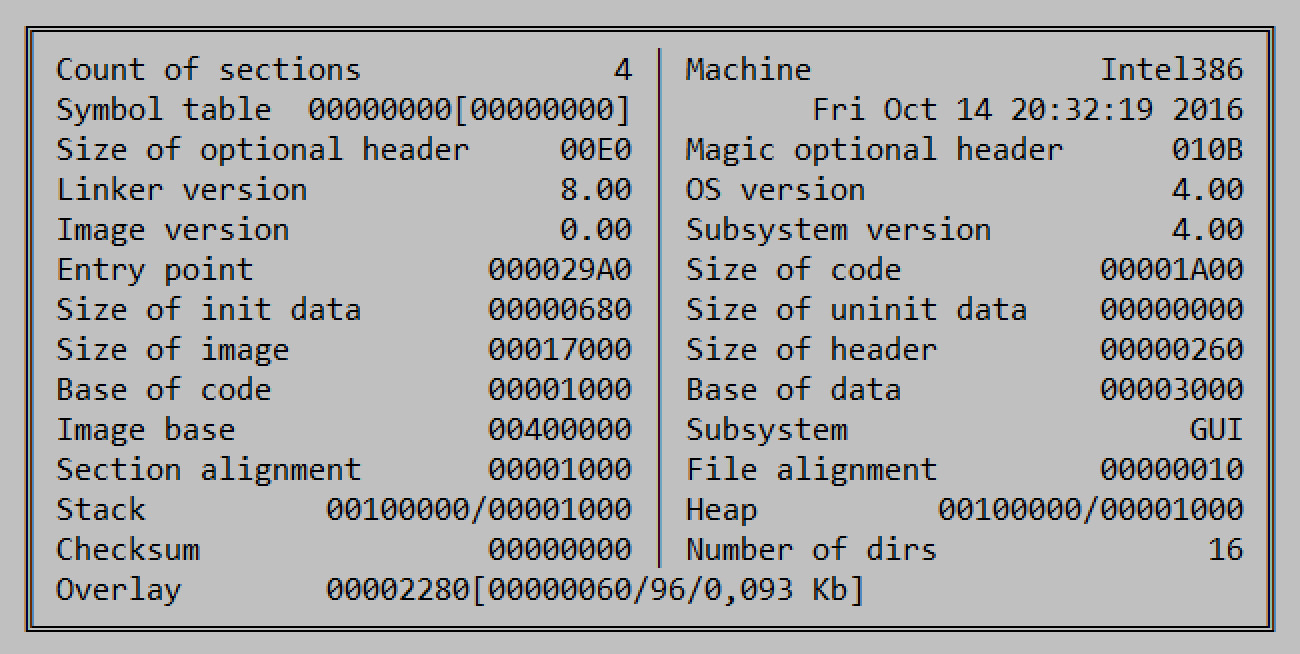 Count of sections 4 Machine Intel386
Symbol table 00000000[00000000] Fri Oct 14 20:32:19 2016
Size of optional header 00E0 Magic optional header 010B
Linker version 8.00 OS version 4.00
Image version 0.00 Subsystem version 4.00
Entry point 000029A0 Size of code 00001A00
Size of init data 00000680 Size of uninit data 00000000
Size of image 00017000 Size of header 00000260
Base of code 00001000 Base of data 00003000
Image base 00400000 Subsystem GUI
Section alignment 00001000 File alignment 00000010
Stack 00100000/00001000 Heap 00100000/00001000
Checksum 00000000 Number of dirs 16
Overlay 00002280[00000060/96/0,093 Kb]